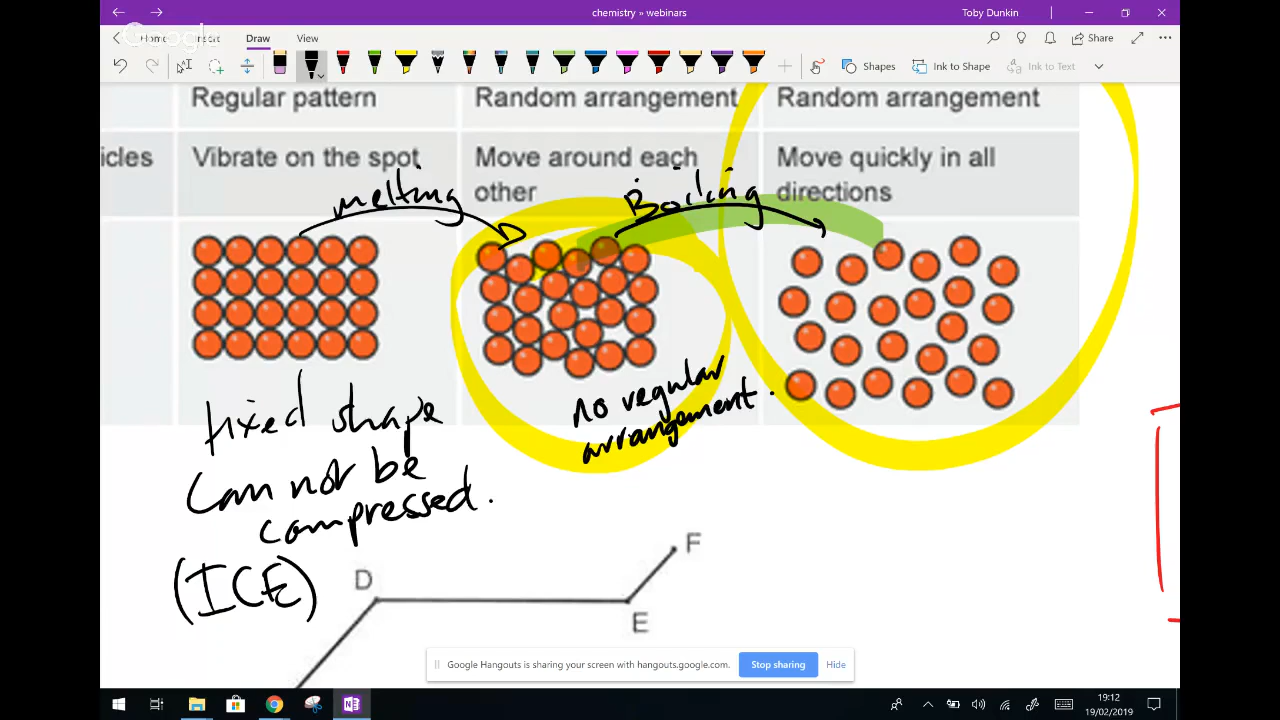 chemistry » webinars
Toby Dunkin
Google
Home
Insert
Draw
View
Share
Shapes
Ink to Shape
Ink to Text
Regular pattern
Random arrangement
Random arrangement
icles
Vibrate on the spot
Move around each
other
Move quickly in all
directions
melting
Boiling
no regular
arrangement.
fixed shape
Can not be
compressed.
(ICE)
D
F
E
Google Hangouts is sharing your screen with hangouts.google.com.
Stop sharing
Hide
19:12
19/02/2019